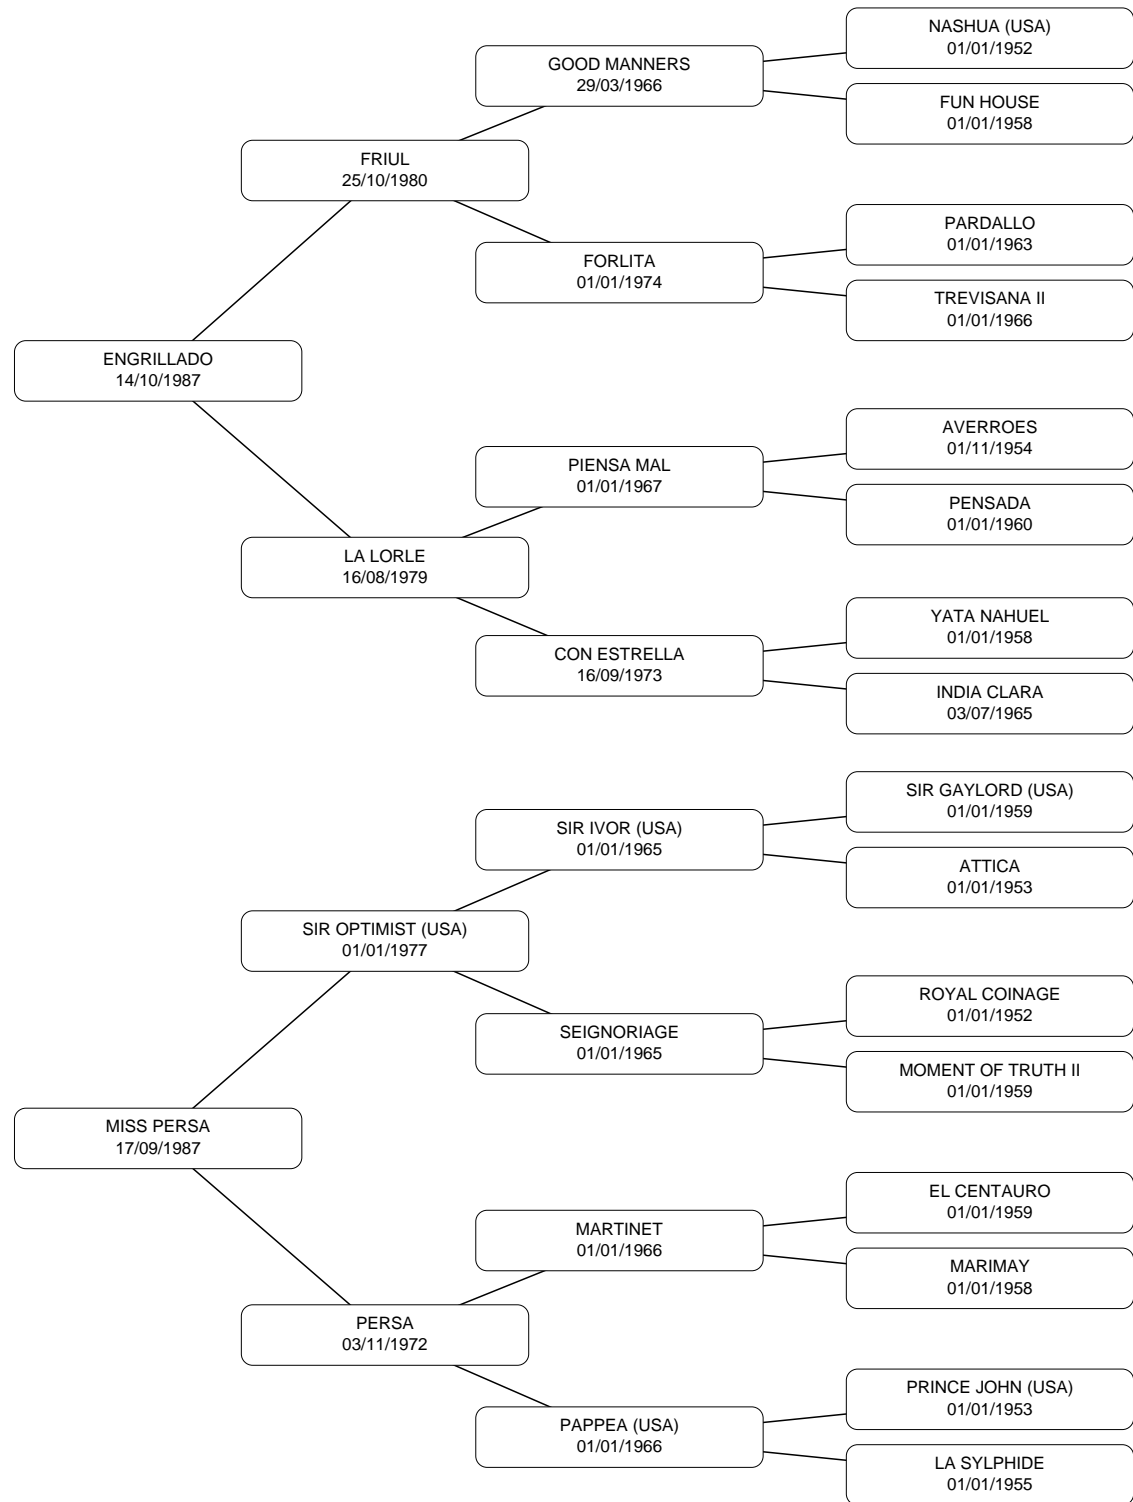 NASHUA (USA)
01/01/1952
GOOD MANNERS
29/03/1966
FUN HOUSE
01/01/1958
FRIUL
25/10/1980
PARDALLO
01/01/1963
FORLITA
01/01/1974
TREVISANA II
01/01/1966
ENGRILLADO
14/10/1987
AVERROES
01/11/1954
PIENSA MAL
01/01/1967
PENSADA
01/01/1960
LA LORLE
16/08/1979
YATA NAHUEL
01/01/1958
CON ESTRELLA
16/09/1973
INDIA CLARA
03/07/1965
SIR GAYLORD (USA)
01/01/1959
SIR IVOR (USA)
01/01/1965
ATTICA
01/01/1953
SIR OPTIMIST (USA)
01/01/1977
ROYAL COINAGE
01/01/1952
SEIGNORIAGE
01/01/1965
MOMENT OF TRUTH II
01/01/1959
MISS PERSA
17/09/1987
EL CENTAURO
01/01/1959
MARTINET
01/01/1966
MARIMAY
01/01/1958
PERSA
03/11/1972
PRINCE JOHN (USA)
01/01/1953
PAPPEA (USA)
01/01/1966
LA SYLPHIDE
01/01/1955